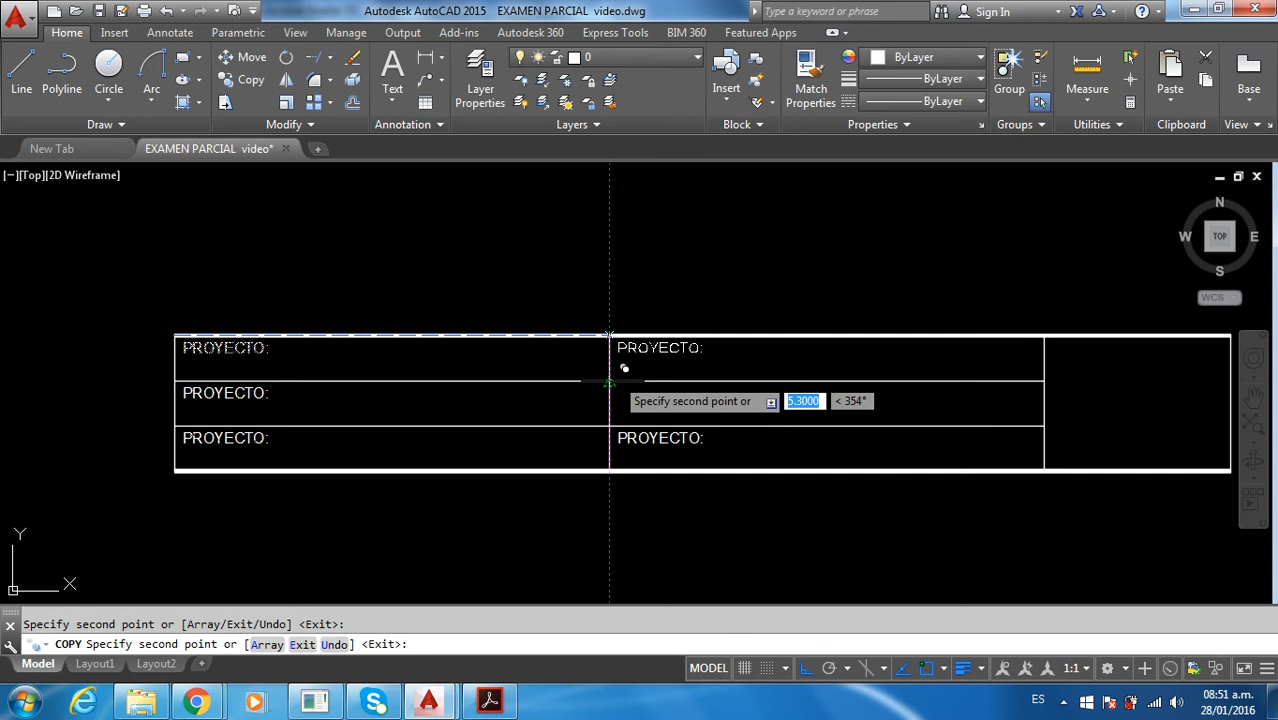 Autodesk AutoCAD 2015 EXAMEN PARCIAL video.dwg
Type a keyword or phrase
Sign In
Home Insert Annotate Parametric View Manage Output Add-ins Autodesk 360 Express Tools BIM 360 Featured Apps
Line Polyline Circle Arc
Move
Copy
Text
Layer Properties
0
Insert
Match Properties
ByLayer
ByLayer
ByLayer
Group
Measure
Paste
Base
Draw Modify Annotation Layers Block Properties Groups Utilities Clipboard View
New Tab EXAMEN PARCIAL video*
[−][Top][2D Wireframe]
N
W TOP E
S
WCS
PROYECTO: PROYECTO:
PROYECTO:
Specify second point or 5.3000 < 354°
PROYECTO: PROYECTO:
Y
X
Specify second point or [Array/Exit/Undo] <Exit>:
COPY Specify second point or [Array Exit Undo] <Exit>:
Model Layout1 Layout2 +
MODEL 1:1
ES 08:51 a.m.
28/01/2016